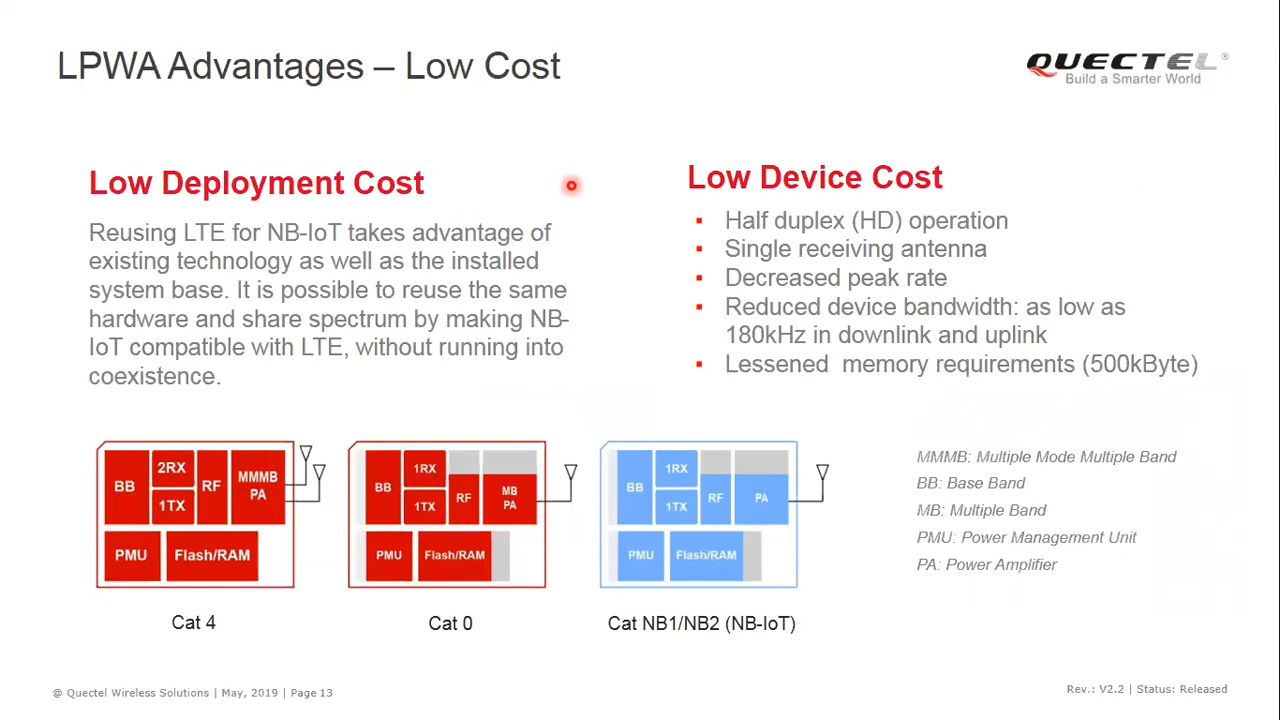 LPWA Advantages – Low Cost
QUECTEL®
Build a Smarter World
Low Deployment Cost
Reusing LTE for NB-IoT takes advantage of
existing technology as well as the installed
system base. It is possible to reuse the same
hardware and share spectrum by making NB-
IoT compatible with LTE, without running into
coexistence.
Low Device Cost
▪ Half duplex (HD) operation
▪ Single receiving antenna
▪ Decreased peak rate
▪ Reduced device bandwidth: as low as
180kHz in downlink and uplink
▪ Lessened  memory requirements (500kByte)
BB
2RX
1TX
RF
MMMB
PA
PMU
Flash/RAM
Cat 4
BB
1RX
1TX
RF
MB
PA
PMU
Flash/RAM
Cat 0
BB
1RX
1TX
RF
PA
PMU
Flash/RAM
Cat NB1/NB2 (NB-IoT)
MMMB: Multiple Mode Multiple Band
BB: Base Band
MB: Multiple Band
PMU: Power Management Unit
PA: Power Amplifier
@ Quectel Wireless Solutions | May, 2019 | Page 13
Rev.: V2.2 | Status: Released